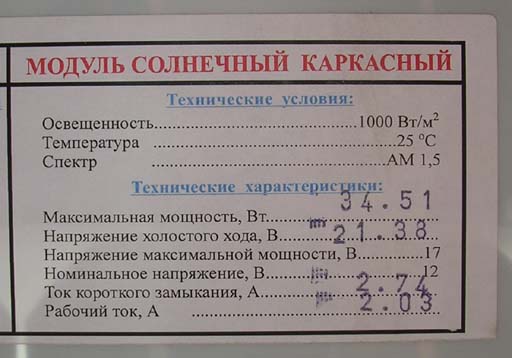 МОДУЛЬ СОЛНЕЧНЫЙ КАРКАСНЫЙ
Технические условия:
Освещенность..........................................1000 Вт/м²
Температура ..........................................25 °С
Спектр ..........................................АМ 1,5
Технические характеристики:
Максимальная мощность, Вт..........34.51
Напряжение холостого хода, В..........21.38
Напряжение максимальной мощности, В..........17
Номинальное напряжение, В..........12
Ток короткого замыкания, А..........2.74
Рабочий ток, А ..........2.03